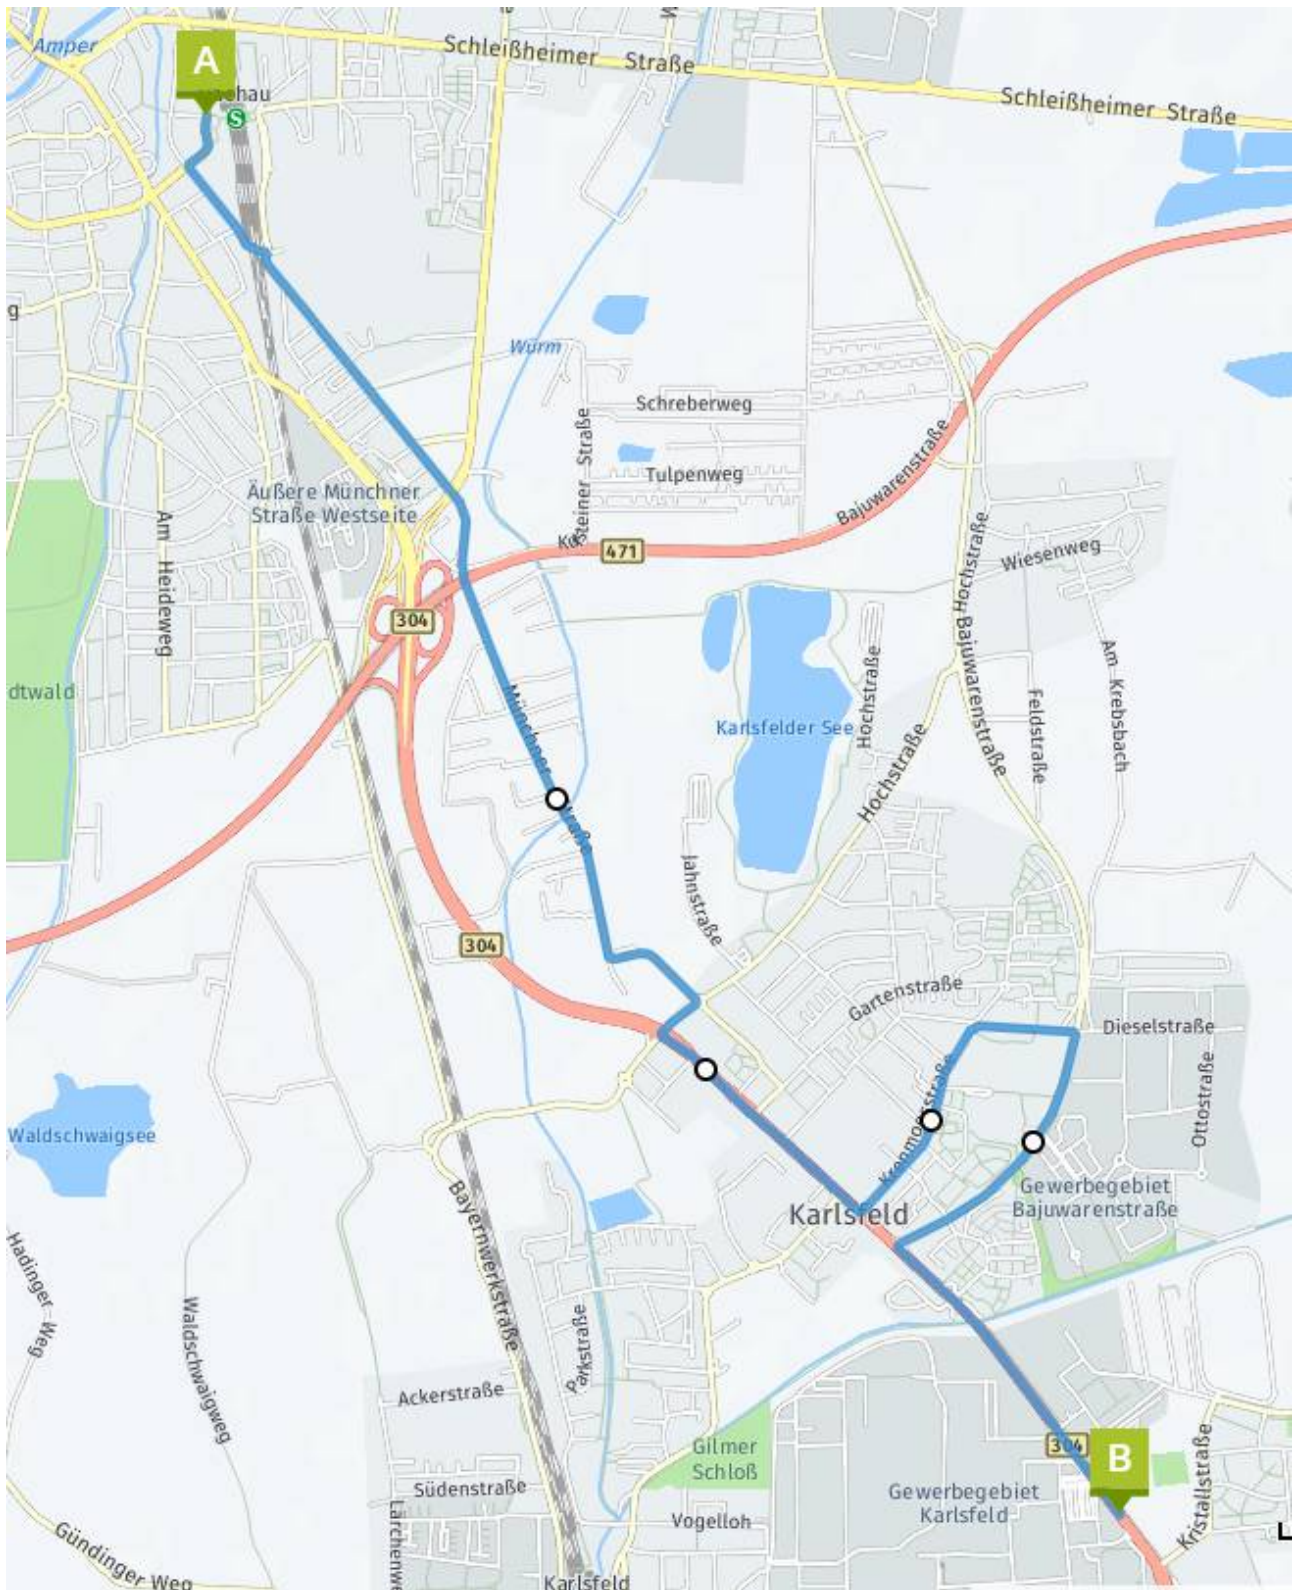 Amper
A
Schleißheimer Straße
Schleißheimer Straße
S
Würm
Schreberweg
Tulpenweg
Äußere Münchner
Straße Westseite
Bajuwarenstraße
471
Am Heideweg
Wiesenweg
Hochstraße
304
Bajuwarenstraße
Am Krebsbach
dtwald
Münchner
Karlsfelder See
Hochstraße
Feldstraße
Hochstraße
Jahnstraße
304
Gartenstraße
Dieselstraße
Ottostraße
Waldschwaigsee
Krenmoosstraße
Gewerbegebiet
Bajuwarenstraße
Karlsfeld
Bayernwerkstraße
Hadinger Weg
Waldschwaigweg
Parkstraße
Ackerstraße
304
B
Gilmer
Schloß
Südenstraße
Gewerbegebiet
Karlsfeld
Kristallstraße
Vogelloh
Gündinger Weg
Karlsfeld